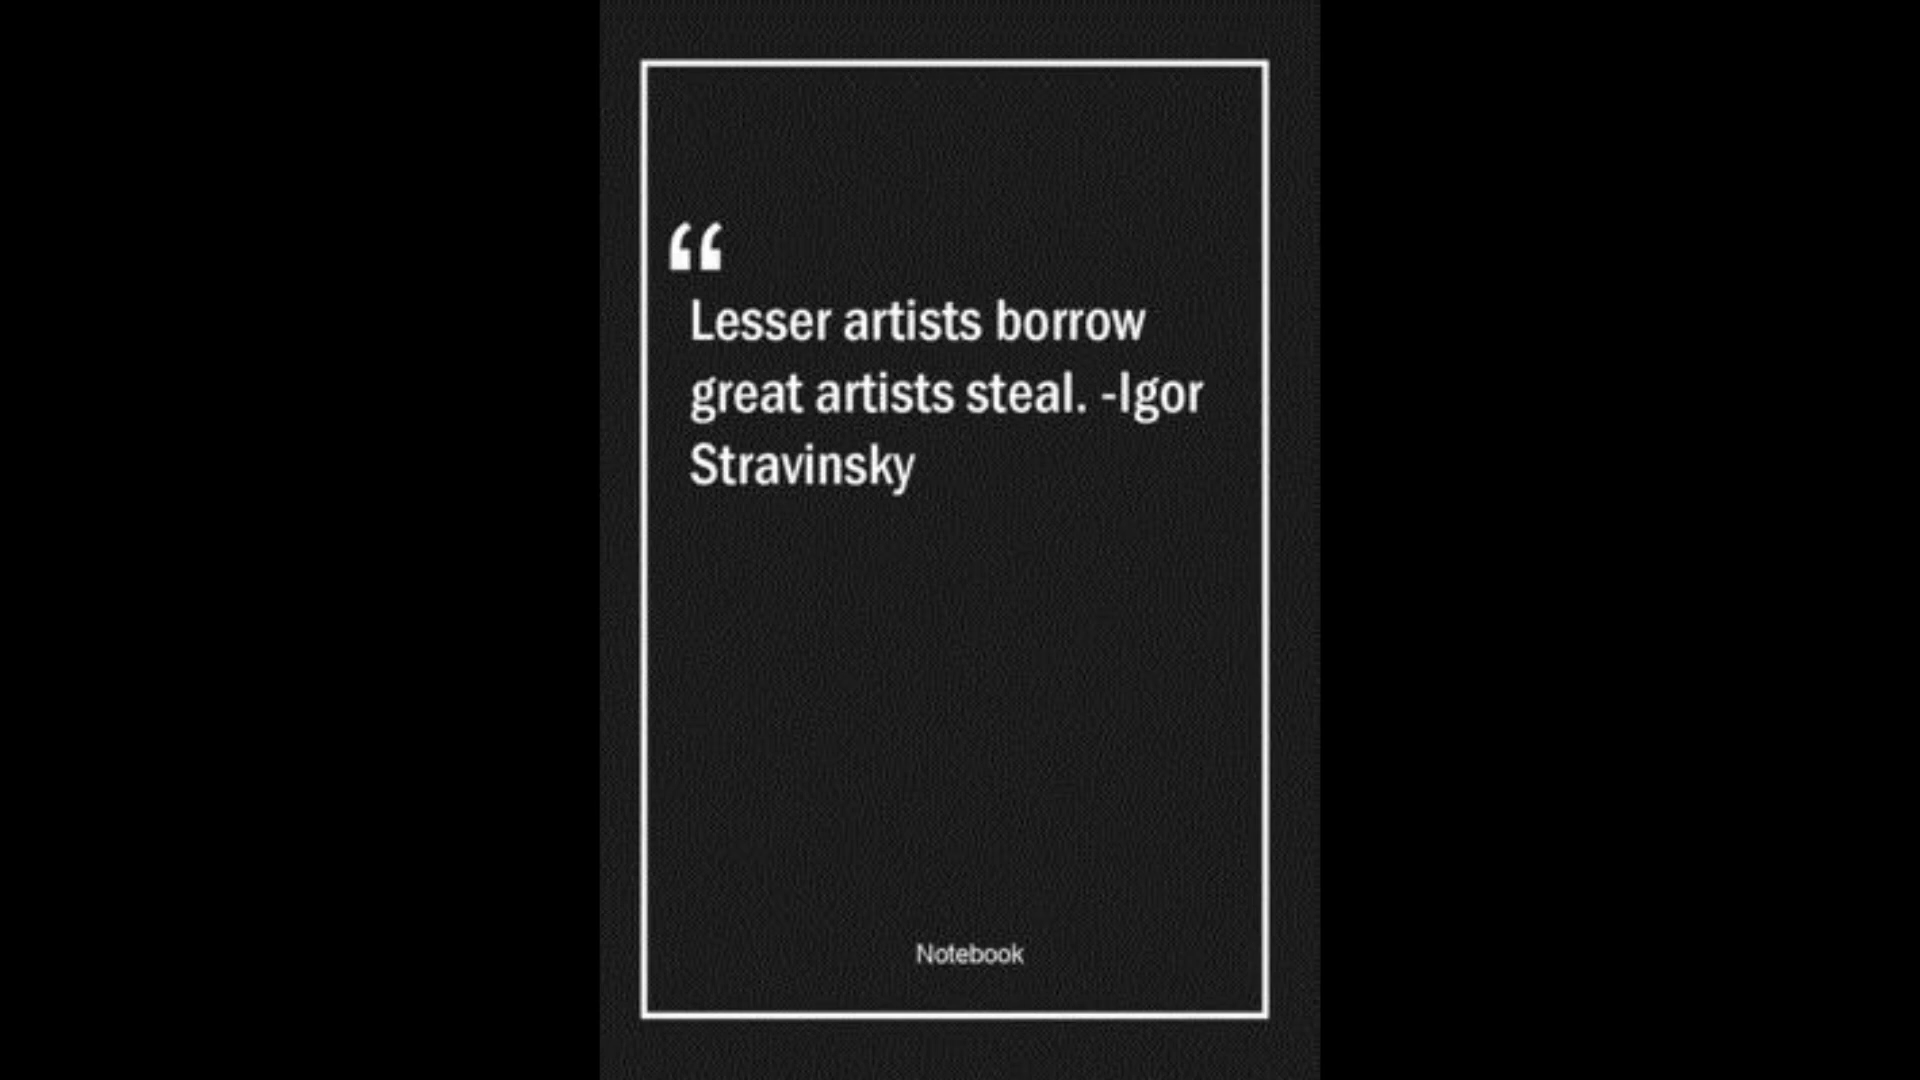 “
Lesser artists borrow
great artists steal. -Igor
Stravinsky
Notebook